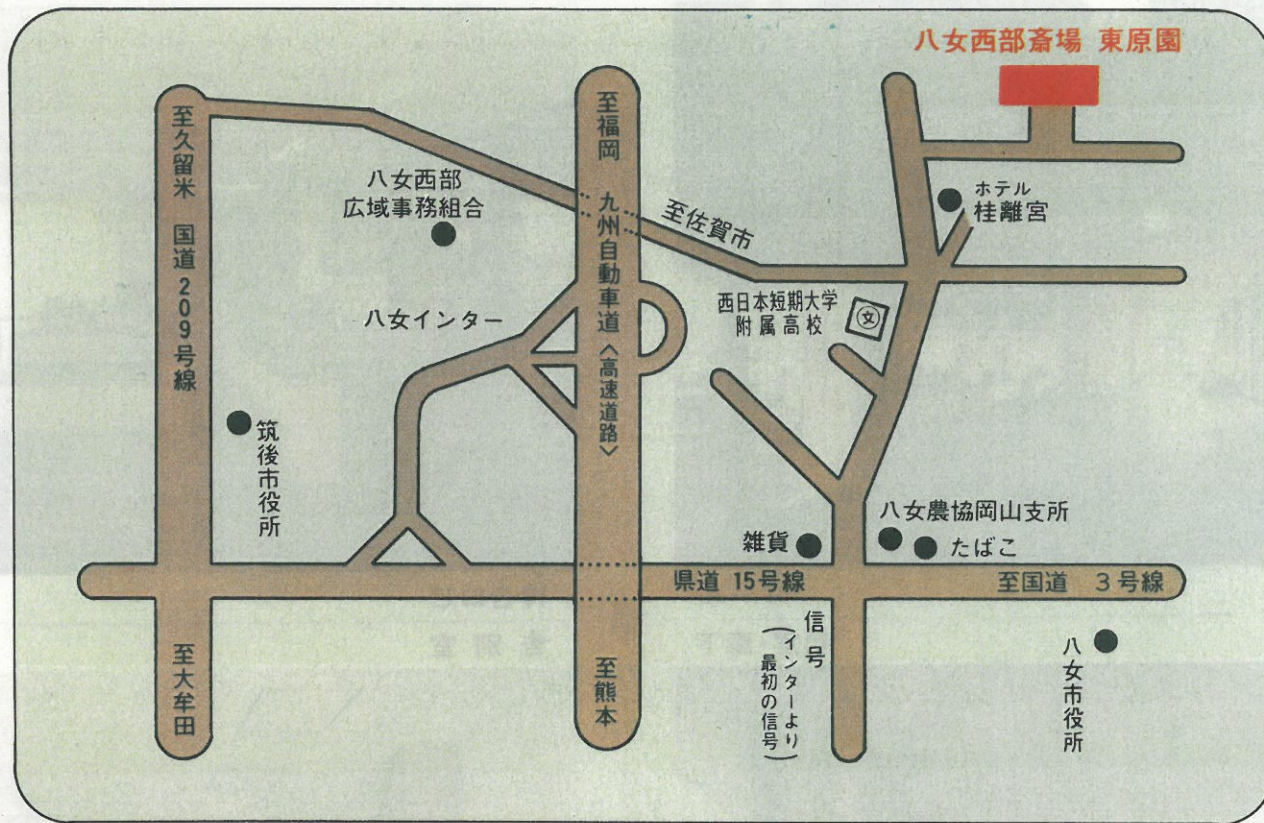 八女西部斎場 東原園
至久留米 国道209号線
至大牟田
八女西部
広域事務組合
八女インター
筑後市役所
至福岡 九州自動車道〈高速道路〉
至熊本
至佐賀市
ホテル
桂離宮
西日本短期大学
附属高校
文
八女農協岡山支所
雑貨
たばこ
県道 15号線
至国道 3号線
信号
(インターより
最初の信号)
八女市役所